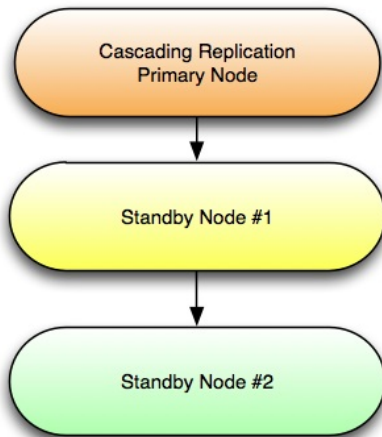 Cascading Replication
Primary Node
Standby Node #1
Standby Node #2